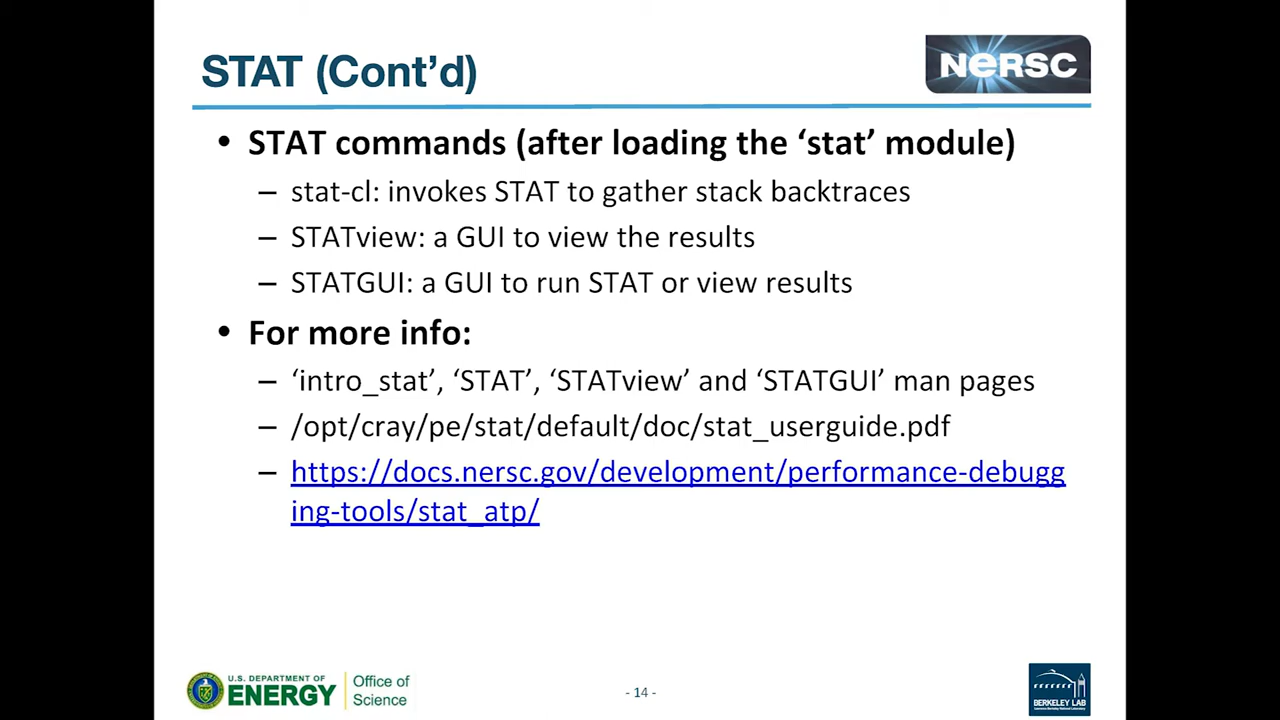 STAT (Cont’d)
NERSC
• STAT commands (after loading the ‘stat’ module)
– stat-cl: invokes STAT to gather stack backtraces
– STATview: a GUI to view the results
– STATGUI: a GUI to run STAT or view results
• For more info:
– ‘intro_stat’, ‘STAT’, ‘STATview’ and ‘STATGUI’ man pages
– /opt/cray/pe/stat/default/doc/stat_userguide.pdf
– https://docs.nersc.gov/development/performance-debugg
ing-tools/stat_atp/
U.S. DEPARTMENT OF
ENERGY
Office of
Science
- 14 -
BERKELEY LAB